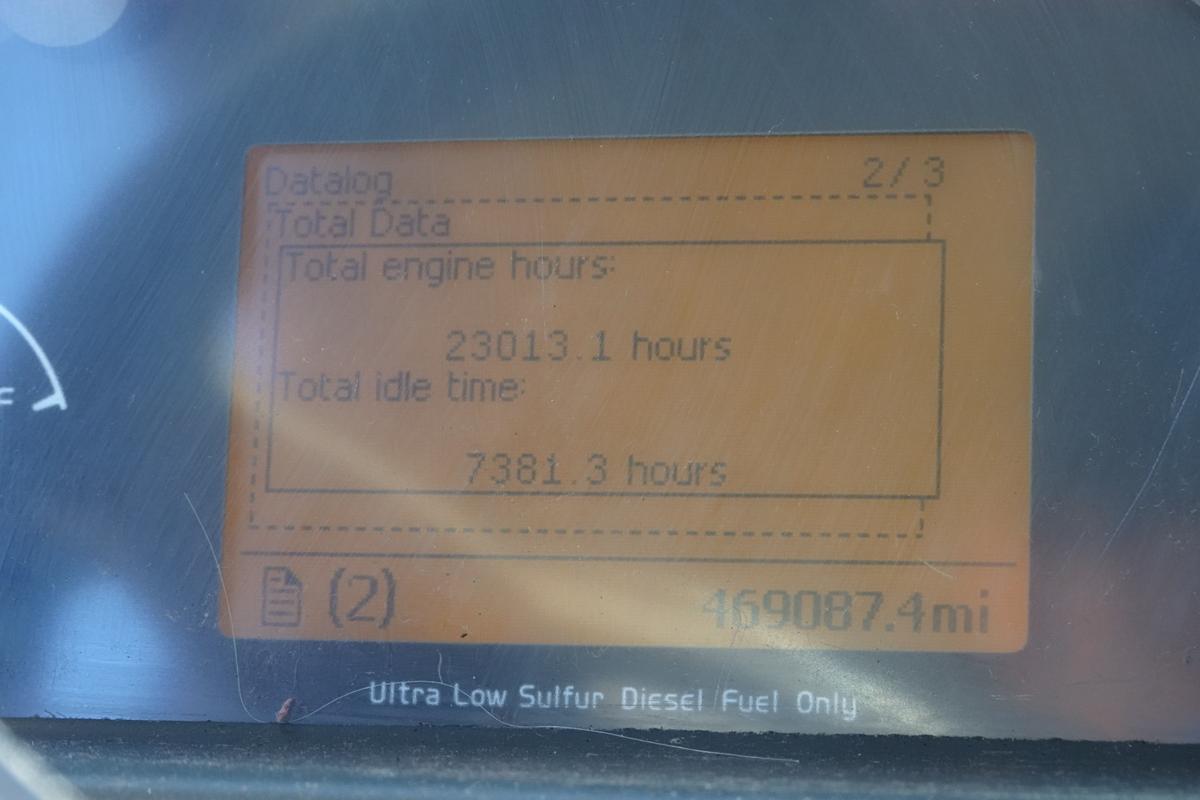 Datalog 2/3
Total Data
Total engine hours:
23013.1 hours
Total idle time:
7381.3 hours
(2) 469087.4mi
Ultra Low Sulfur Diesel Fuel Only